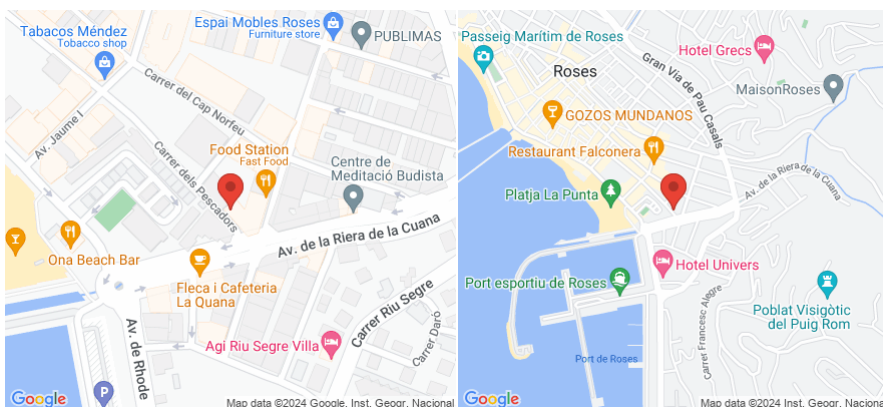 Tabacos Méndez
Tobacco shop
Espai Mobles Roses
Furniture store
PUBLIMAS
Carrer del Cap Norfeu
Av. Jaume I
Carrer dels Pescadors
Food Station
Fast Food
Centre de
Meditació Budista
Ona Beach Bar
Av. de la Riera de la Cuana
Fleca i Cafeteria
La Quana
Carrer Riu Segre
Av. de Rhode
Agi Riu Segre Villa
Carrer Daró
P
Google
Map data ©2024 Google, Inst. Geogr. Nacional
Passeig Marítim de Roses
Hotel Grecs
Roses
Gran Via de Pau Casals
MaisonRoses
GOZOS MUNDANOS
Restaurant Falconera
Platja La Punta
Av. de la Riera de la Cuana
Hotel Univers
Port esportiu de Roses
Poblat Visigòtic
del Puig Rom
Carrer Francesc Alegre
Port de Roses
Google
Map data ©2024 Google, Inst. Geogr. Nacional